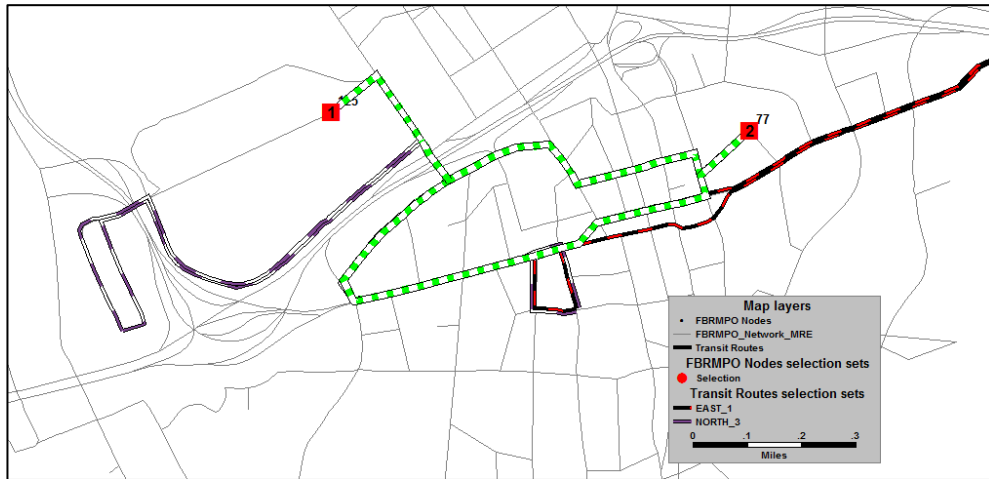 1
2
77
Map layers
FBRMPO Nodes
FBRMPO_Network_MRE
Transit Routes
FBRMPO Nodes selection sets
Selection
Transit Routes selection sets
EAST_1
NORTH_3
0 .1 .2 .3
Miles